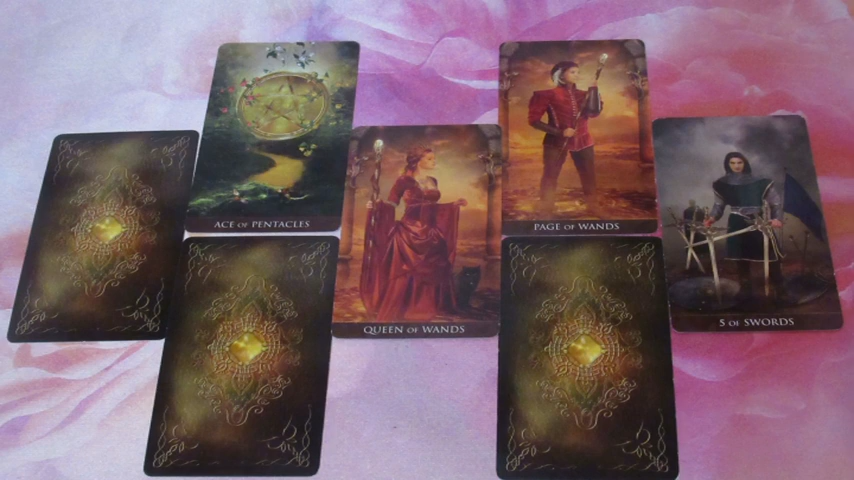 ACE OF PENTACLES
PAGE OF WANDS
QUEEN OF WANDS
5 OF SWORDS